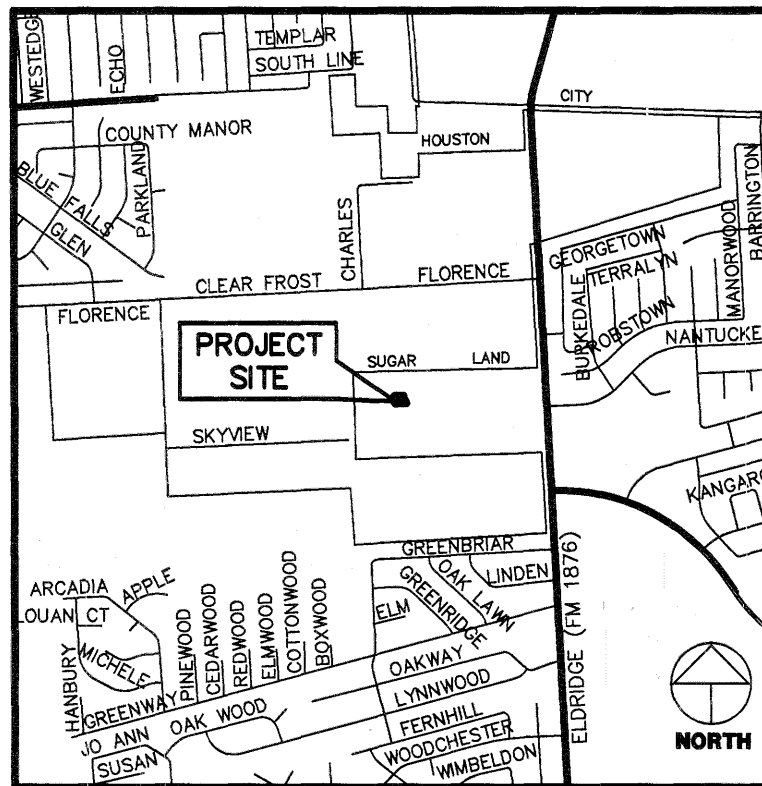 WESTEDGE
ECHO
TEMPLAR
SOUTH LINE
CITY
COUNTY MANOR
HOUSTON
PARKLAND
BLUE FALLS
GLEN
CHARLES
GEORGETOWN
MANORWOOD
BARRINGTON
TERRALYN
CLEAR FROST
FLORENCE
FLORENCE
BURKEDALE
ROBSTOWN
NANTUCKE
PROJECT
SITE
SUGAR LAND
SKYVIEW
KANGARO
GREENBRIAR
OAK LAWN
LINDEN
GREENRIDGE
ELM
ELDRIDGE (FM 1876)
ARCADIA
APPLE
LOUAN CT
MICHELE
HANBURY
PINEWOOD
CEDARWOOD
REDWOOD
ELMWOOD
COTTONWOOD
BOXWOOD
GREENWAY
OAKWAY
LYNNWOOD
JO ANN
OAK WOOD
FERNHILL
WOODCHESTER
SUSAN
WIMBELDON
NORTH